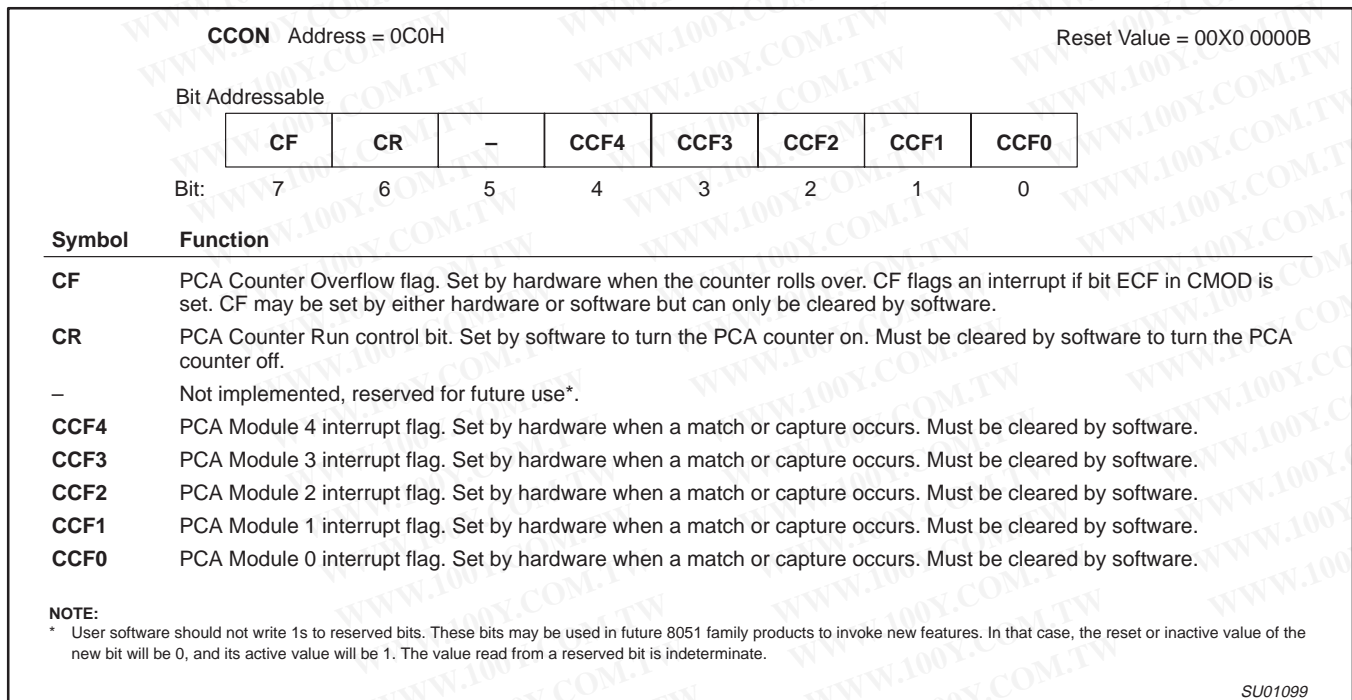 CCON Address = 0C0H Reset Value = 00X0 0000B
Bit Addressable
CF CR – CCF4 CCF3 CCF2 CCF1 CCF0
Bit: 7 6 5 4 3 2 1 0
Symbol Function
CF PCA Counter Overflow flag. Set by hardware when the counter rolls over. CF flags an interrupt if bit ECF in CMOD is
set. CF may be set by either hardware or software but can only be cleared by software.
CR PCA Counter Run control bit. Set by software to turn the PCA counter on. Must be cleared by software to turn the PCA
counter off.
– Not implemented, reserved for future use*.
CCF4 PCA Module 4 interrupt flag. Set by hardware when a match or capture occurs. Must be cleared by software.
CCF3 PCA Module 3 interrupt flag. Set by hardware when a match or capture occurs. Must be cleared by software.
CCF2 PCA Module 2 interrupt flag. Set by hardware when a match or capture occurs. Must be cleared by software.
CCF1 PCA Module 1 interrupt flag. Set by hardware when a match or capture occurs. Must be cleared by software.
CCF0 PCA Module 0 interrupt flag. Set by hardware when a match or capture occurs. Must be cleared by software.
NOTE:
* User software should not write 1s to reserved bits. These bits may be used in future 8051 family products to invoke new features. In that case, the reset or inactive value of the
new bit will be 0, and its active value will be 1. The value read from a reserved bit is indeterminate.
SU01099
WWW.100Y.COM.TW